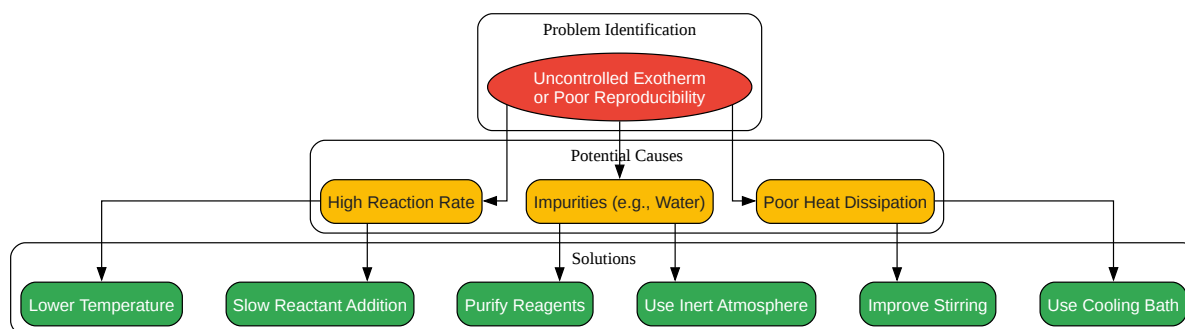 Problem Identification
Uncontrolled Exotherm
or Poor Reproducibility
Potential Causes
High Reaction Rate
Impurities (e.g., Water)
Poor Heat Dissipation
Solutions
Lower Temperature
Slow Reactant Addition
Purify Reagents
Use Inert Atmosphere
Improve Stirring
Use Cooling Bath